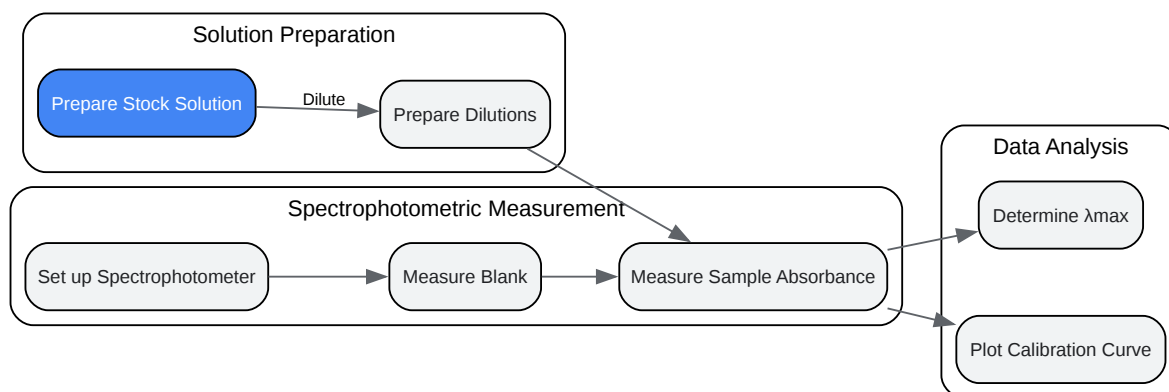 Solution Preparation
Prepare Stock Solution
Dilute
Prepare Dilutions
Spectrophotometric Measurement
Set up Spectrophotometer
Measure Blank
Measure Sample Absorbance
Data Analysis
Determine λmax
Plot Calibration Curve